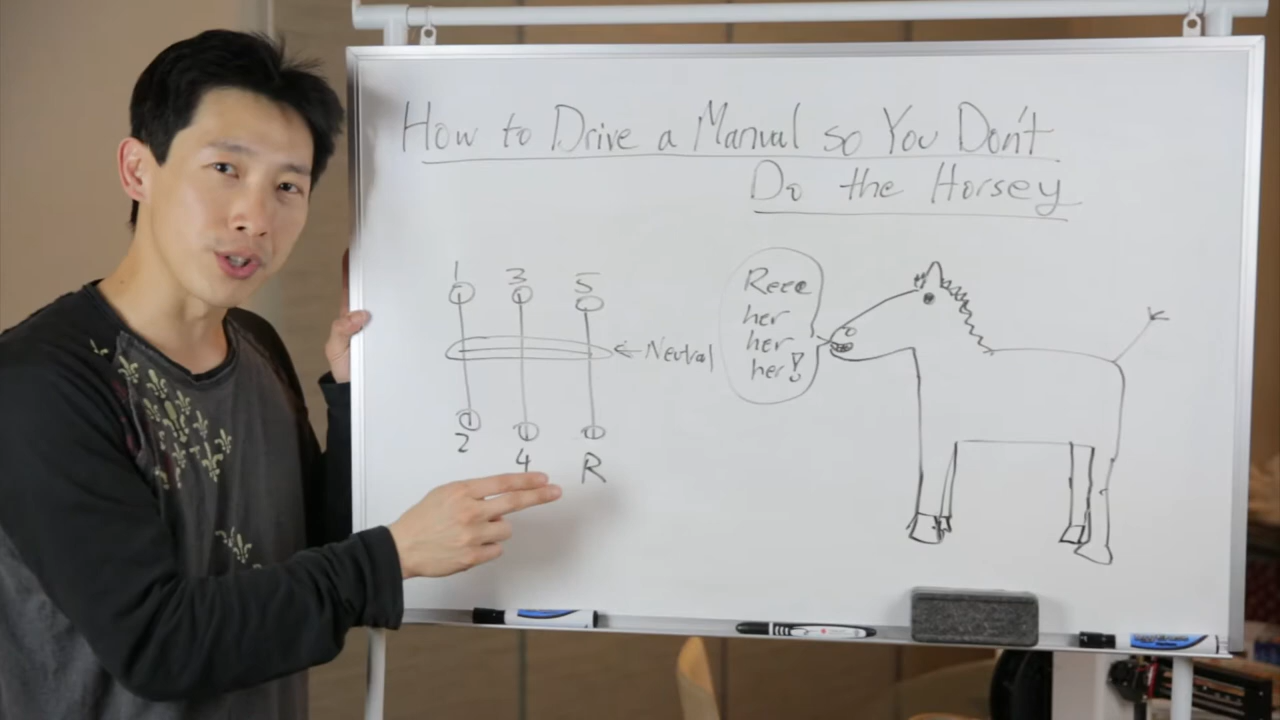 How to Drive a Manual so You Don't
Do the Horsey
1 3 5
Neutral
2 4 R
Reee
her
her
her!